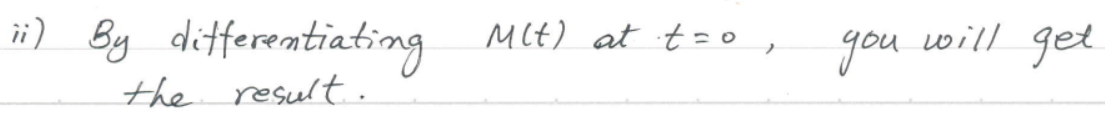 ii) By differentiating M(t) at t=0, you will get
the result.